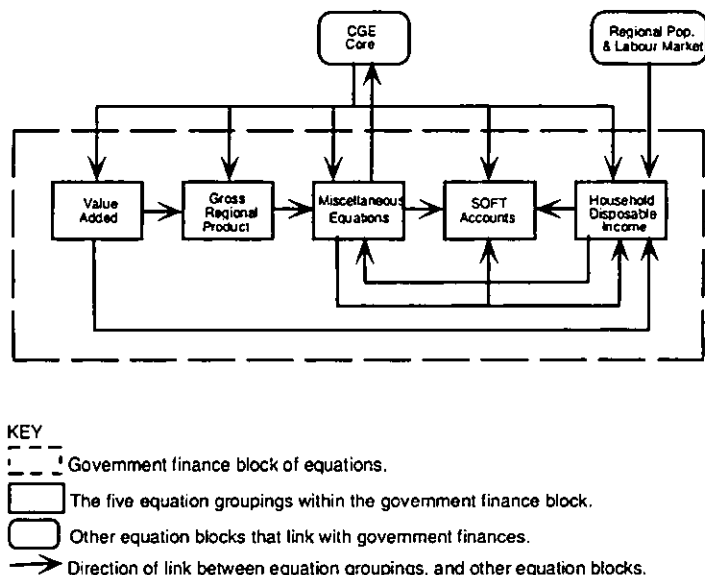 CGE
Core
Regional Pop.
& Labour Market
Value
Added
Gross
Regional
Product
Miscellaneous
Equations
SOFT
Accounts
Household
Disposable
Income
KEY
Government finance block of equations.
The five equation groupings within the government finance block.
Other equation blocks that link with government finances.
Direction of link between equation groupings, and other equation blocks.